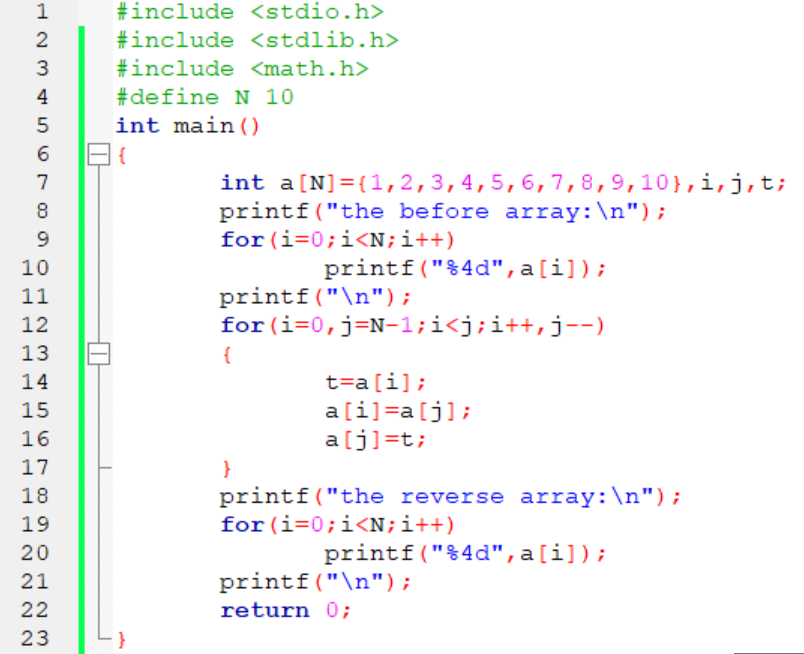 1 #include <stdio.h>
2 #include <stdlib.h>
3 #include <math.h>
4 #define N 10
5 int main()
6 {
7 int a[N]={1,2,3,4,5,6,7,8,9,10},i,j,t;
8 printf("the before array:\n");
9 for(i=0;i<N;i++)
10 printf("%4d",a[i]);
11 printf("\n");
12 for(i=0,j=N-1;i<j;i++,j--)
13 {
14 t=a[i];
15 a[i]=a[j];
16 a[j]=t;
17 }
18 printf("the reverse array:\n");
19 for(i=0;i<N;i++)
20 printf("%4d",a[i]);
21 printf("\n");
22 return 0;
23 }